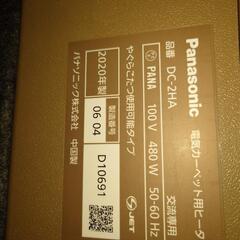 Panasonic
電気カーペット用ヒーター
品番 DC-2HA
交流専用
PANA 100 V 480 W 50-60 Hz
やぐらこたつ使用可能タイプ
2020年製
製造番号
06 04
D10691
JET
パナソニック株式会社
中国製